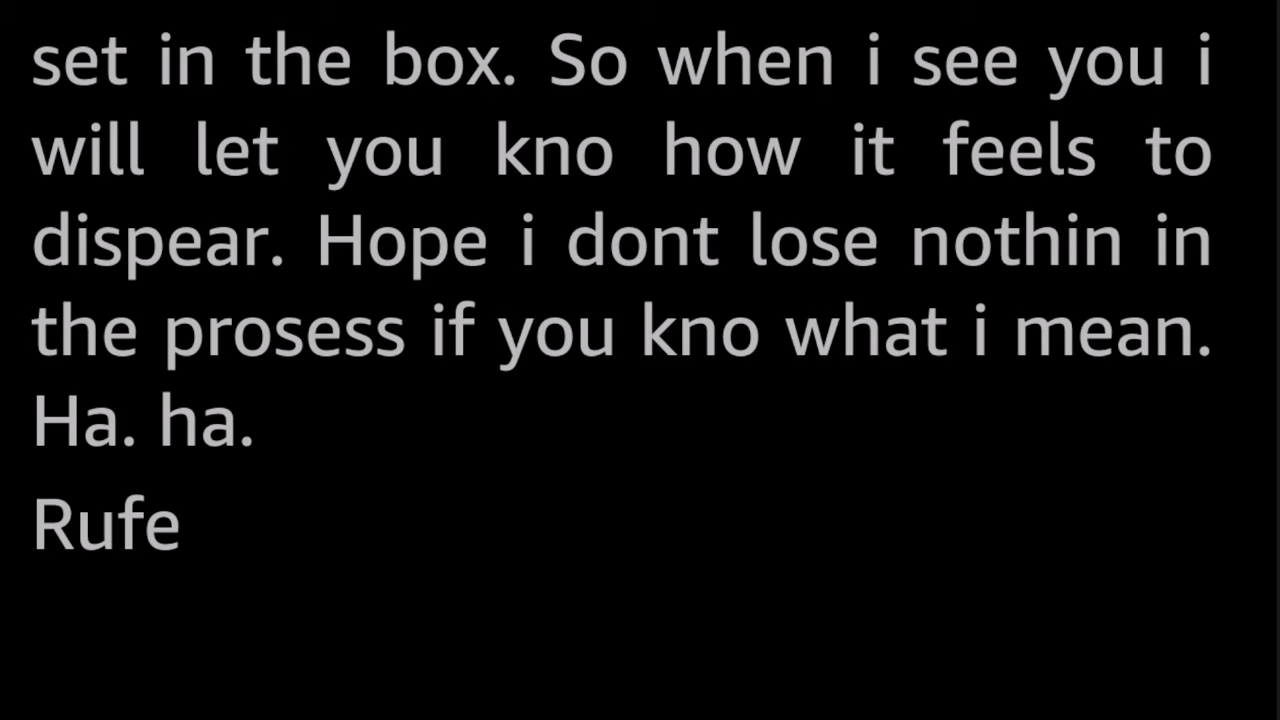 set in the box. So when i see you i
will let you kno how it feels to
dispear. Hope i dont lose nothin in
the prosess if you kno what i mean.
Ha. ha.
Rufe